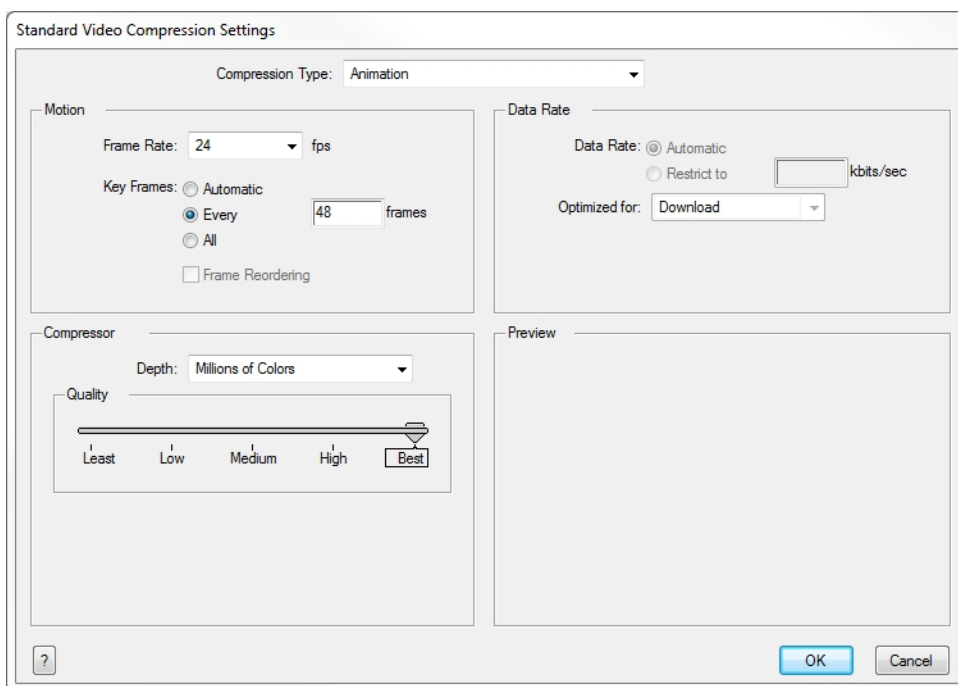 Standard Video Compression Settings
Compression Type: Animation
Motion
Frame Rate: 24 fps
Key Frames: Automatic
Every 48 frames
All
Frame Reordering
Data Rate
Data Rate: Automatic
Restrict to kbits/sec
Optimized for: Download
Compressor
Depth: Millions of Colors
Quality
Least Low Medium High Best
Preview
? OK Cancel